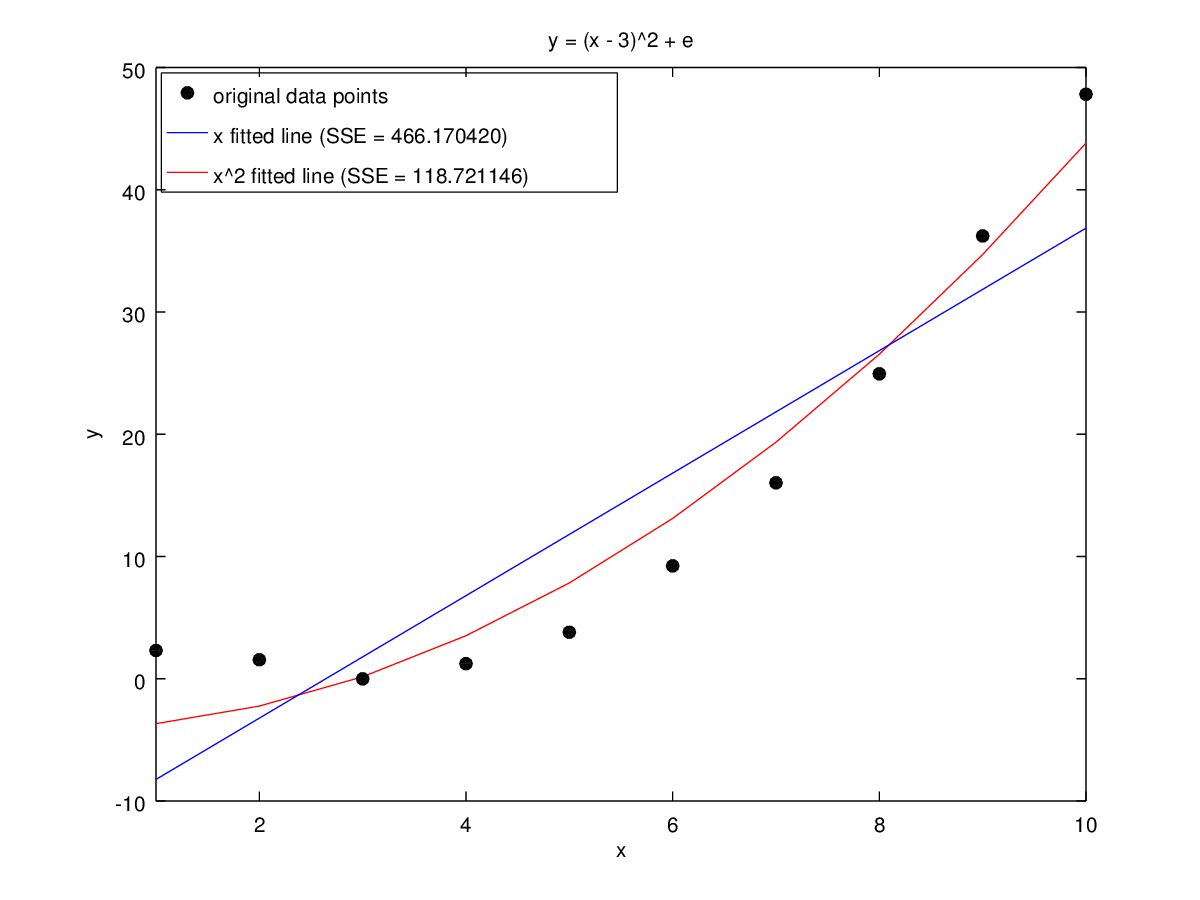 y = (x - 3)^2 + e
original data points
x fitted line (SSE = 466.170420)
x^2 fitted line (SSE = 118.721146)
50
40
30
20
10
0
-10
y
2
4
6
8
10
x